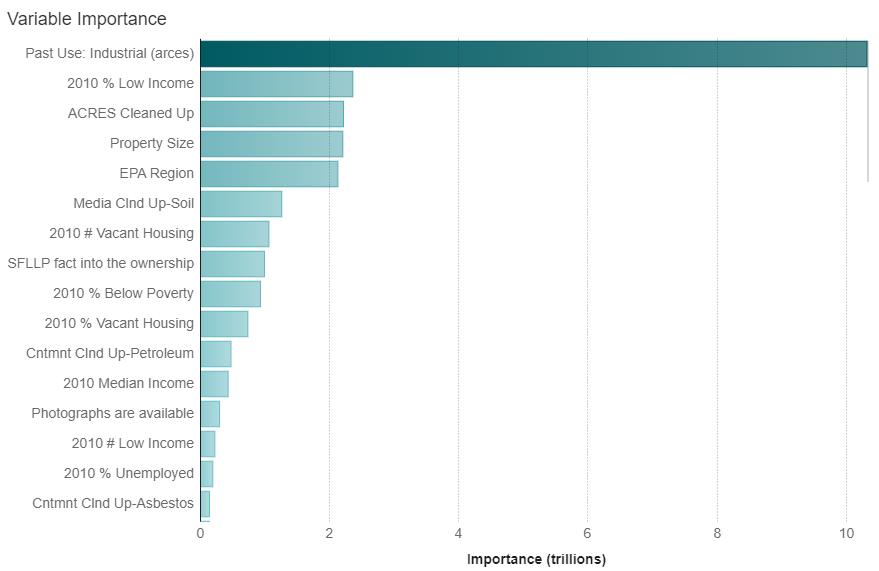 Variable Importance
Past Use: Industrial (arces)
2010 % Low Income
ACRES Cleaned Up
Property Size
EPA Region
Media Clnd Up-Soil
2010 # Vacant Housing
SFLLP fact into the ownership
2010 % Below Poverty
2010 % Vacant Housing
Cntmnt Clnd Up-Petroleum
2010 Median Income
Photographs are available
2010 # Low Income
2010 % Unemployed
Cntmnt Clnd Up-Asbestos
0 2 4 6 8 10
Importance (trillions)